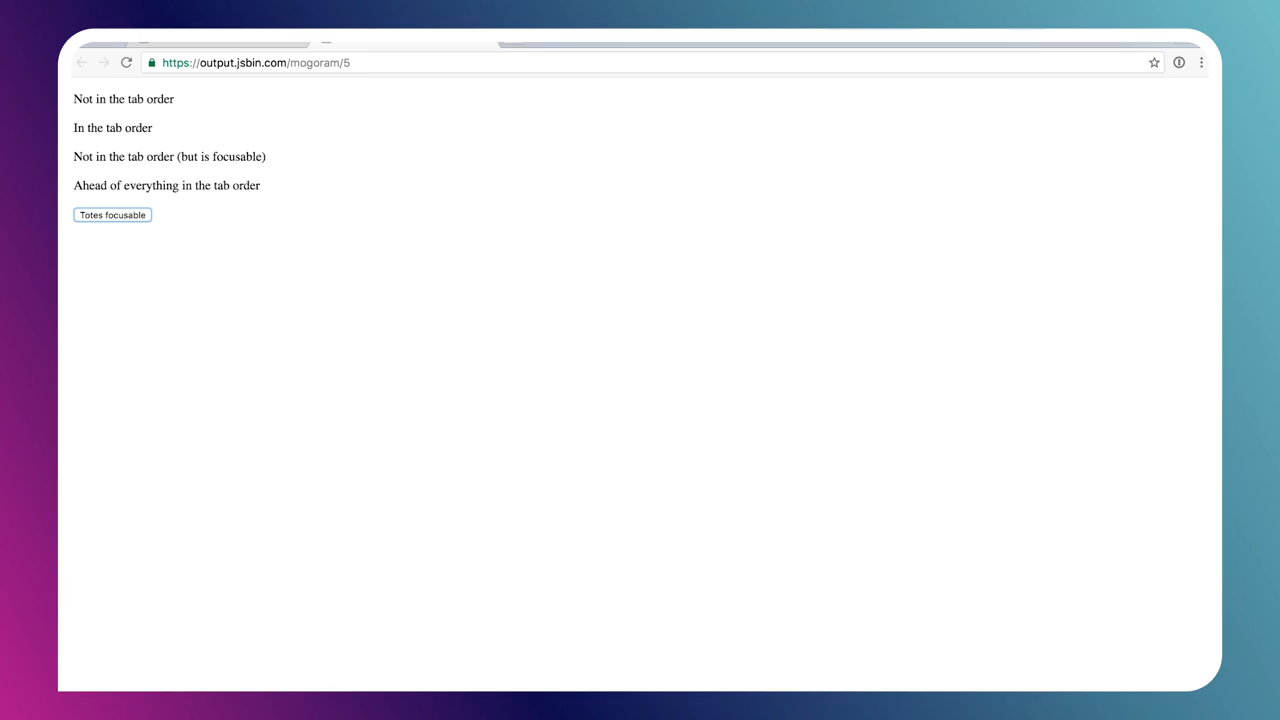 https://output.jsbin.com/mogoram/5
Not in the tab order
In the tab order
Not in the tab order (but is focusable)
Ahead of everything in the tab order
Totes focusable